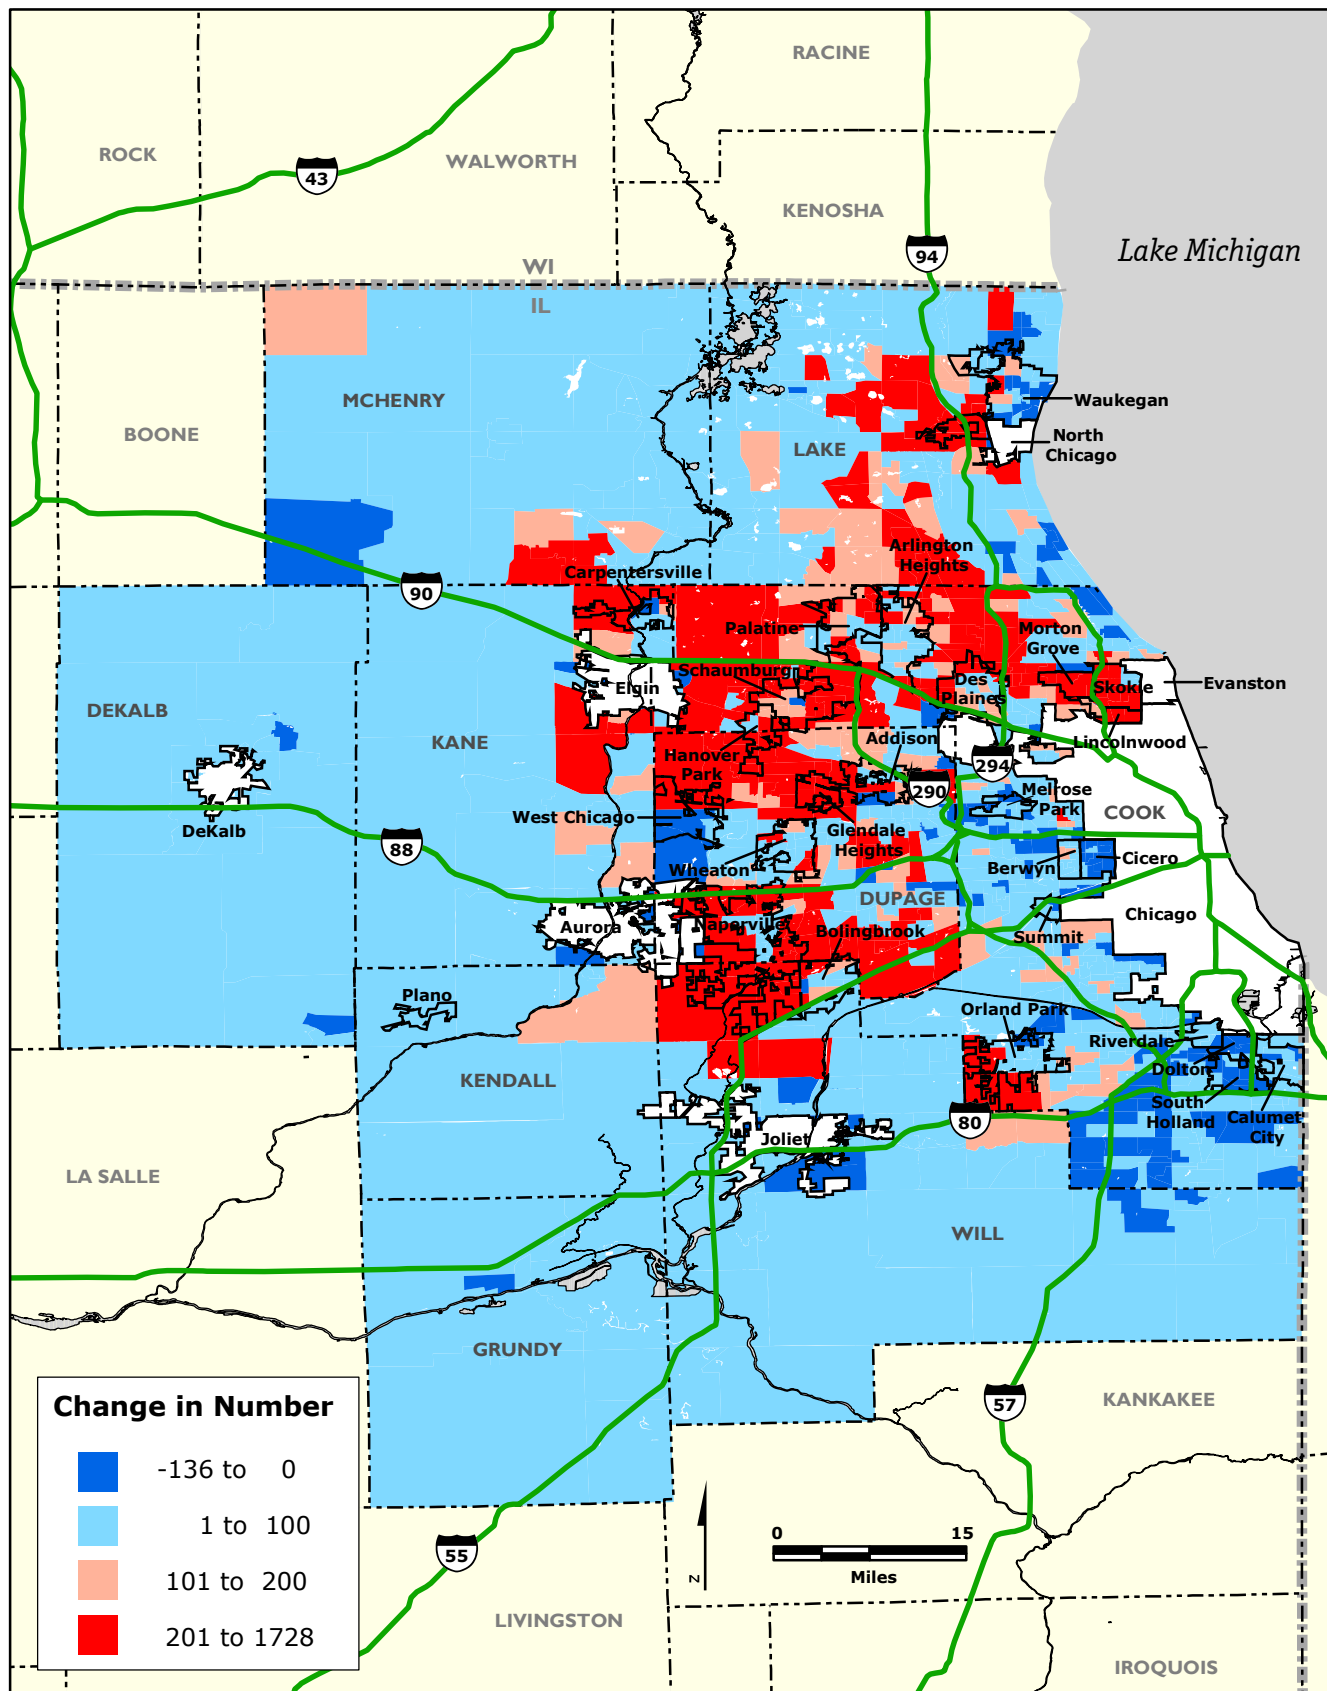 RACINE
ROCK
WALWORTH
43
KENOSHA
94
Lake Michigan
WI
IL
MCHENRY
Waukegan
BOONE
North
Chicago
LAKE
Arlington
Heights
Carpentersville
90
Palatine
Morton
Grove
Schaumburg
Des
Plaines
Elgin
Skokie
Evanston
DEKALB
KANE
Addison
Lincolnwood
Hanover
Park
294
290
Melrose
Park
West Chicago
COOK
DeKalb
Glendale
Heights
88
Wheaton
Berwyn
Cicero
DUPAGE
Chicago
Aurora
Naperville
Bolingbrook
Summit
Plano
Orland Park
Riverdale
Dolton
KENDALL
South
Holland
Calumet
City
80
Joliet
LA SALLE
WILL
GRUNDY
Change in Number
-136 to 0
1 to 100
101 to 200
201 to 1728
57
KANKAKEE
0 15
Miles
55
N
LIVINGSTON
IROQUOIS